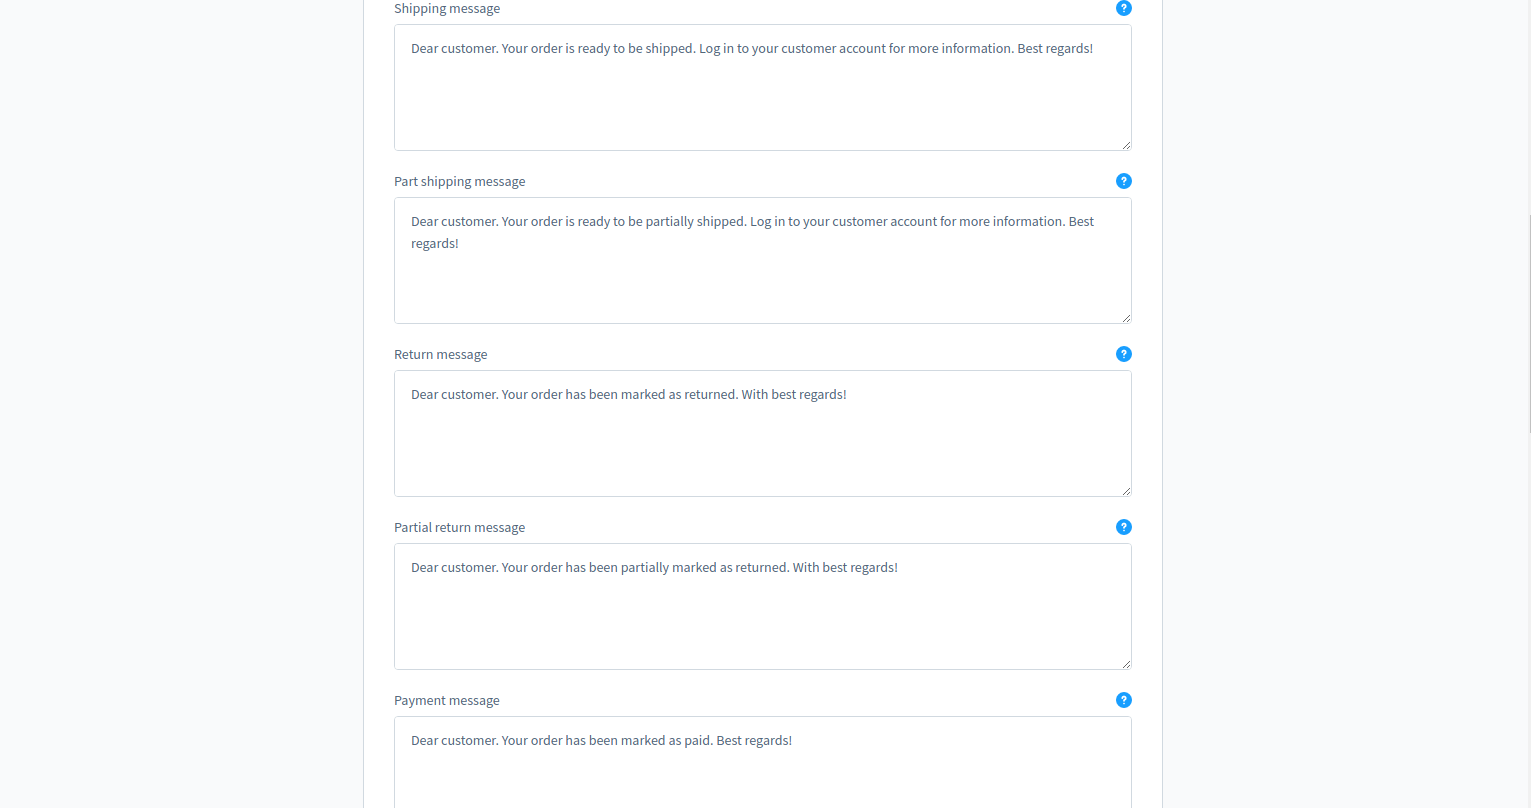 Shipping message
Dear customer. Your order is ready to be shipped. Log in to your customer account for more information. Best regards!
Part shipping message
Dear customer. Your order is ready to be partially shipped. Log in to your customer account for more information. Best
regards!
Return message
Dear customer. Your order has been marked as returned. With best regards!
Partial return message
Dear customer. Your order has been partially marked as returned. With best regards!
Payment message
Dear customer. Your order has been marked as paid. Best regards!